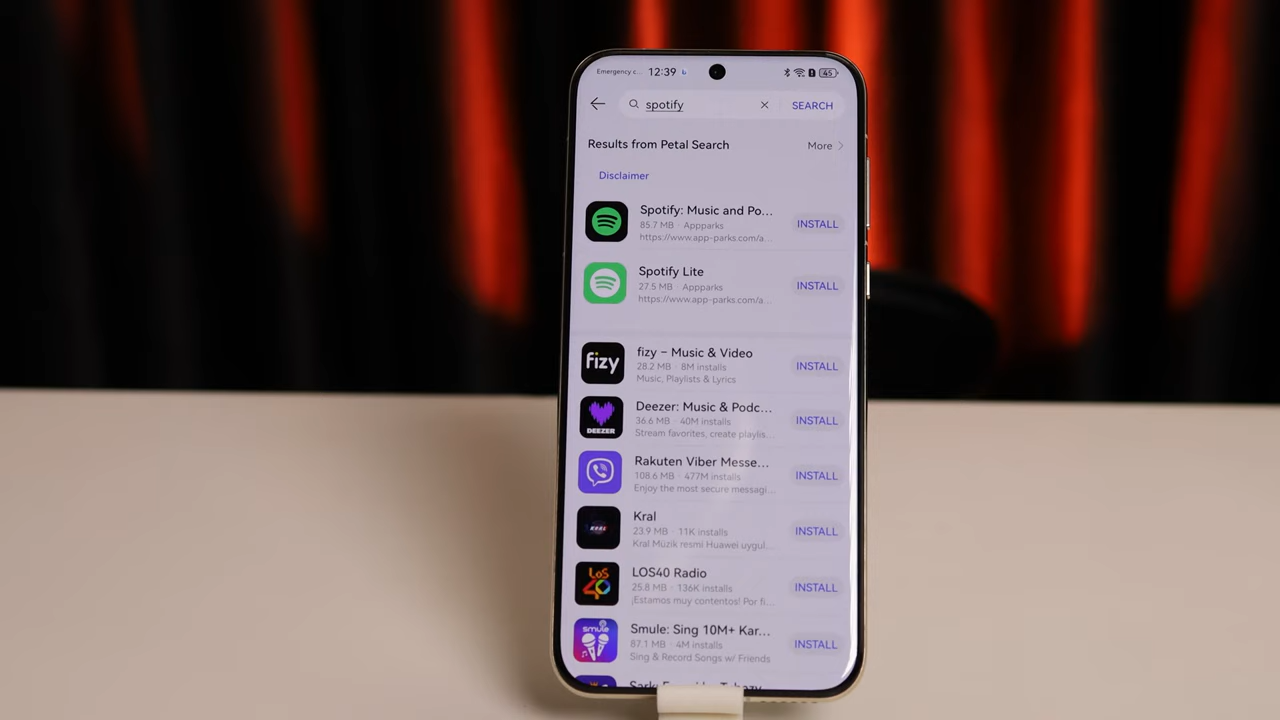 Emergency c... 12:39 45
spotify SEARCH
Results from Petal Search More
Disclaimer
Spotify: Music and Po...
85.7 MB · Appparks
https://www.app-parks.com/a...
INSTALL
Spotify Lite
27.5 MB · Appparks
https://www.app-parks.com/a...
INSTALL
fizy
fizy – Music & Video
28.2 MB · 8M installs
Music, Playlists & Lyrics
INSTALL
DEEZER
Deezer: Music & Podc...
36.6 MB · 40M installs
Stream favorites, create playlis...
INSTALL
Rakuten Viber Messe...
108.6 MB · 477M installs
Enjoy the most secure messagi...
INSTALL
Kral
23.9 MB · 11K installs
Kral Müzik resmi Huawei uygul...
INSTALL
LOS 40
LOS40 Radio
25.8 MB · 136K installs
¡Estamos muy contentos! Por fi...
INSTALL
smule
Smule: Sing 10M+ Kar...
87.1 MB · 4M installs
Sing & Record Songs w/ Friends
INSTALL